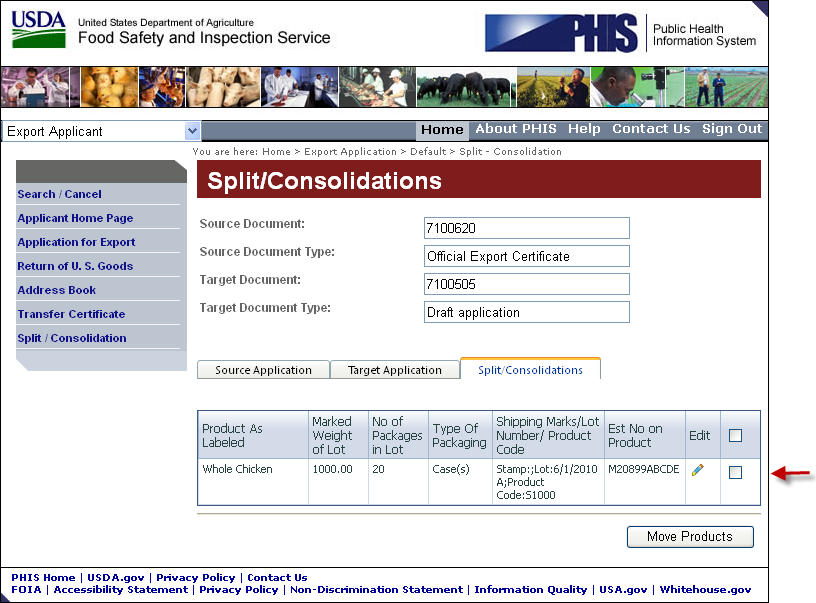 USDA
United States Department of Agriculture
Food Safety and Inspection Service
PHIS
Public Health
Information System
Export Applicant
Home About PHIS Help Contact Us Sign Out
You are here: Home > Export Application > Default > Split - Consolidation
Search / Cancel
Applicant Home Page
Application for Export
Return of U. S. Goods
Address Book
Transfer Certificate
Split / Consolidation
Split/Consolidations
Source Document: 7100620
Source Document Type: Official Export Certificate
Target Document: 7100505
Target Document Type: Draft application
Source Application Target Application Split/Consolidations
Product As Labeled Marked Weight of Lot No of Packages in Lot Type Of Packaging Shipping Marks/Lot Number/ Product Code Est No on Product Edit
Whole Chicken 1000.00 20 Case(s) Stamp:;Lot:6/1/2010 A;Product Code:S1000 M20899ABCDE
Move Products
PHIS Home | USDA.gov | Privacy Policy | Contact Us
FOIA | Accessibility Statement | Privacy Policy | Non-Discrimination Statement | Information Quality | USA.gov | Whitehouse.gov